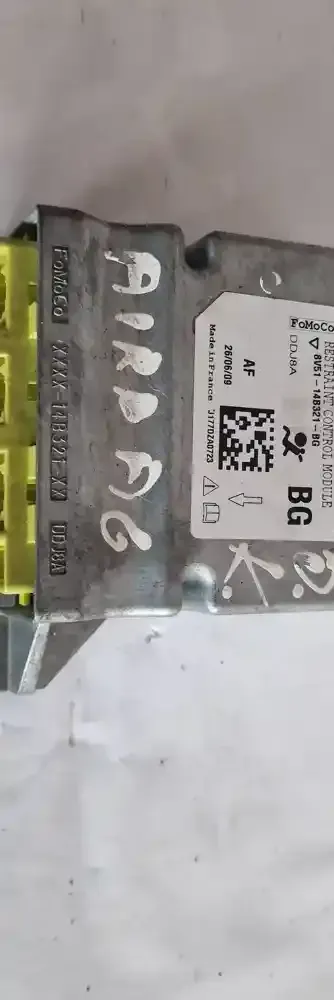 FoMoCo XXXX-14B321-XX DDJ8A
AIRBAG
FoMoCo
RESTRAINT CONTROL MODULE
8V51-14B321-BG
DDJ8A
BG
AF
26/06/09
Made in France 3177DZA0723